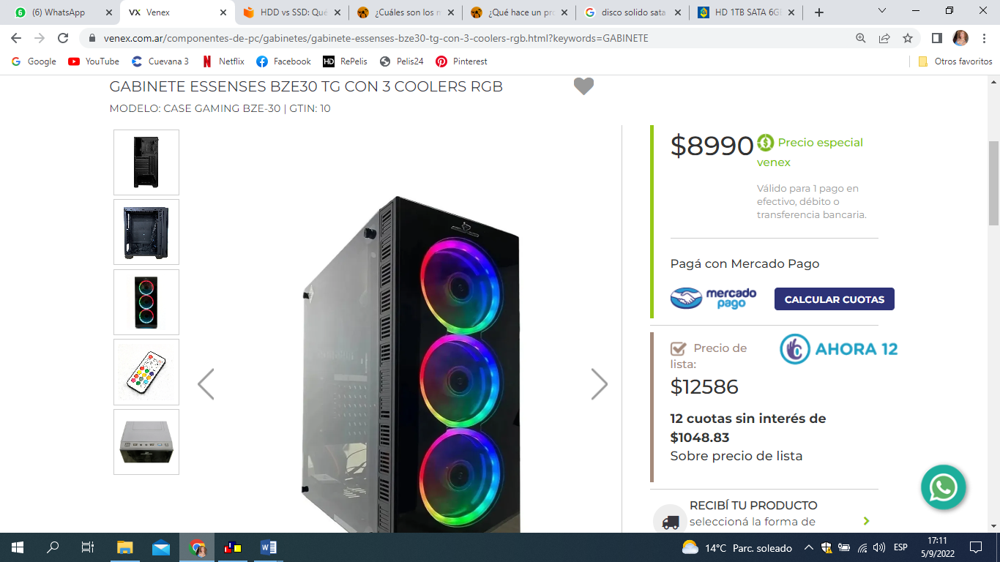 (6) WhatsApp
Venex
HDD vs SSD: Qué
¿Cuáles son los m
¿Qué hace un pro
disco solido sata
HD 1TB SATA 6GB
venex.com.ar/componentes-de-pc/gabinetes/gabinete-essenses-bze30-tg-con-3-coolers-rgb.html?keywords=GABINETE
Google
YouTube
Cuevana 3
Netflix
Facebook
RePelis
Pelis24
Pinterest
Otros favoritos
GABINETE ESSENSES BZE30 TG CON 3 COOLERS RGB
MODELO: CASE GAMING BZE-30 | GTIN: 10
$8990
Precio especial
venex
Válido para 1 pago en
efectivo, débito o
transferencia bancaria.
Pagá con Mercado Pago
mercado
pago
CALCULAR CUOTAS
Precio de
lista:
AHORA 12
$12586
12 cuotas sin interés de
$1048.83
Sobre precio de lista
RECIBÍ TU PRODUCTO
seleccioná la forma de
14°C Parc. soleado
ESP
17:11
5/9/2022